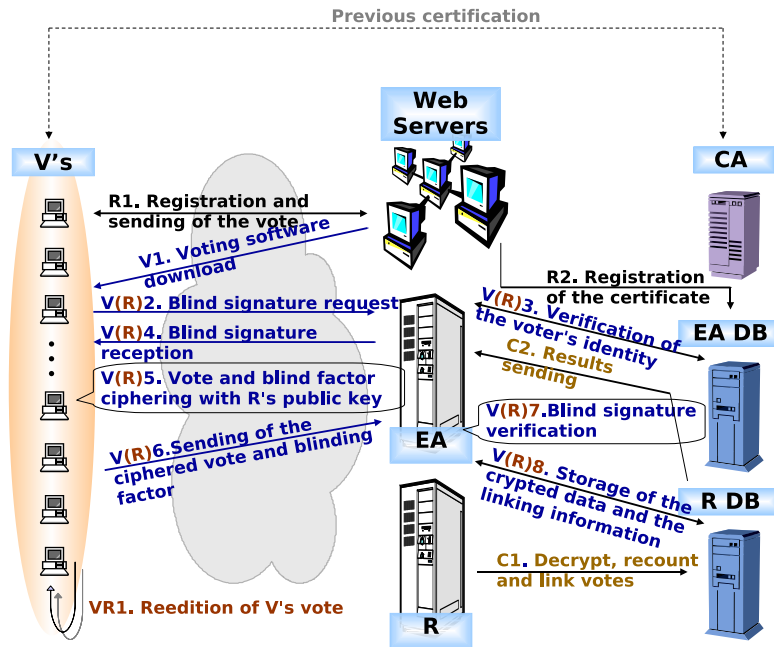 Previous certification
Web
Servers
V's
CA
R1. Registration and
sending of the vote
V1. Voting software
download
R2. Registration
of the certificate
V(R)2. Blind signature request
V(R)3. Verification of
the voter's identity
EA DB
V(R)4. Blind signature
reception
C2. Results
sending
V(R)5. Vote and blind factor
ciphering with R's public key
V(R)7.Blind signature
verification
EA
V(R)6.Sending of the
ciphered vote and blinding
factor
V(R)8. Storage of the
crypted data and the
linking information
R DB
C1. Decrypt, recount
and link votes
VR1. Reedition of V's vote
R